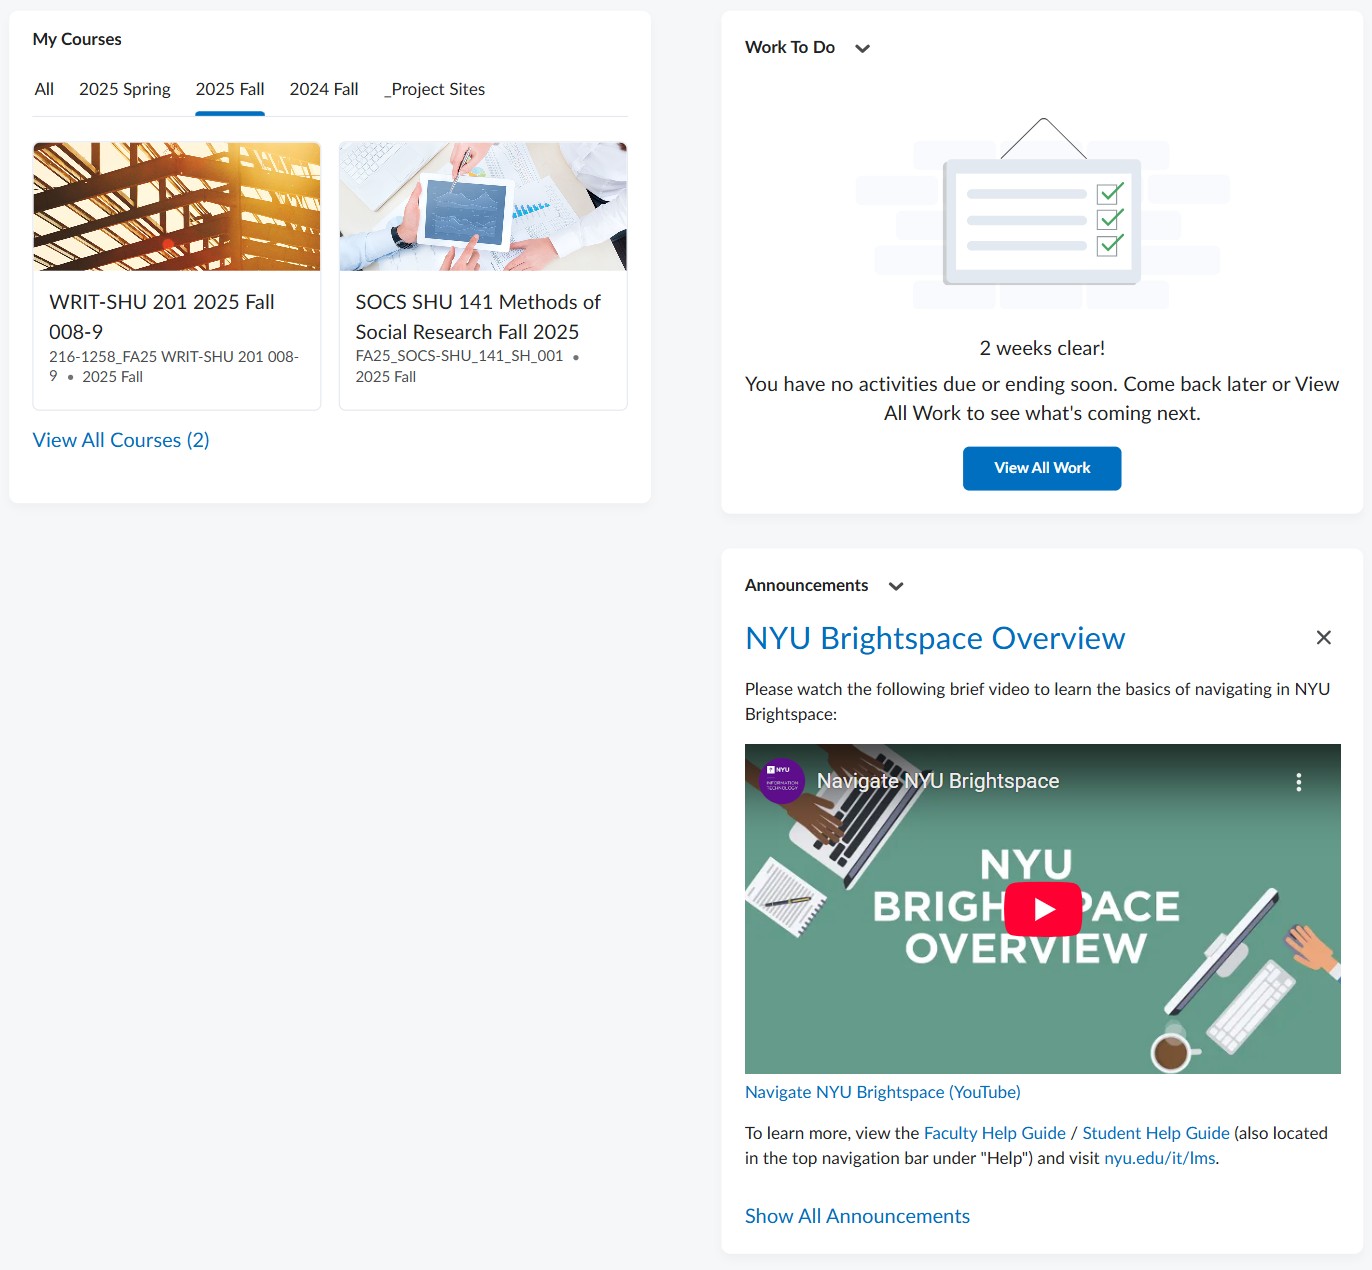 My Courses
All 2025 Spring 2025 Fall 2024 Fall _Project Sites
WRIT-SHU 201 2025 Fall
008-9
216-1258_FA25 WRIT-SHU 201 008-
9 • 2025 Fall
SOCS SHU 141 Methods of
Social Research Fall 2025
FA25_SOCS-SHU_141_SH_001 •
2025 Fall
View All Courses (2)
Work To Do
2 weeks clear!
You have no activities due or ending soon. Come back later or View
All Work to see what's coming next.
View All Work
Announcements
NYU Brightspace Overview
Please watch the following brief video to learn the basics of navigating in NYU
Brightspace:
NYU
INFORMATION
TECHNOLOGY
Navigate NYU Brightspace
NYU
BRIGH PACE
OVERVIEW
Navigate NYU Brightspace (YouTube)
To learn more, view the Faculty Help Guide / Student Help Guide (also located
in the top navigation bar under "Help") and visit nyu.edu/it/lms.
Show All Announcements